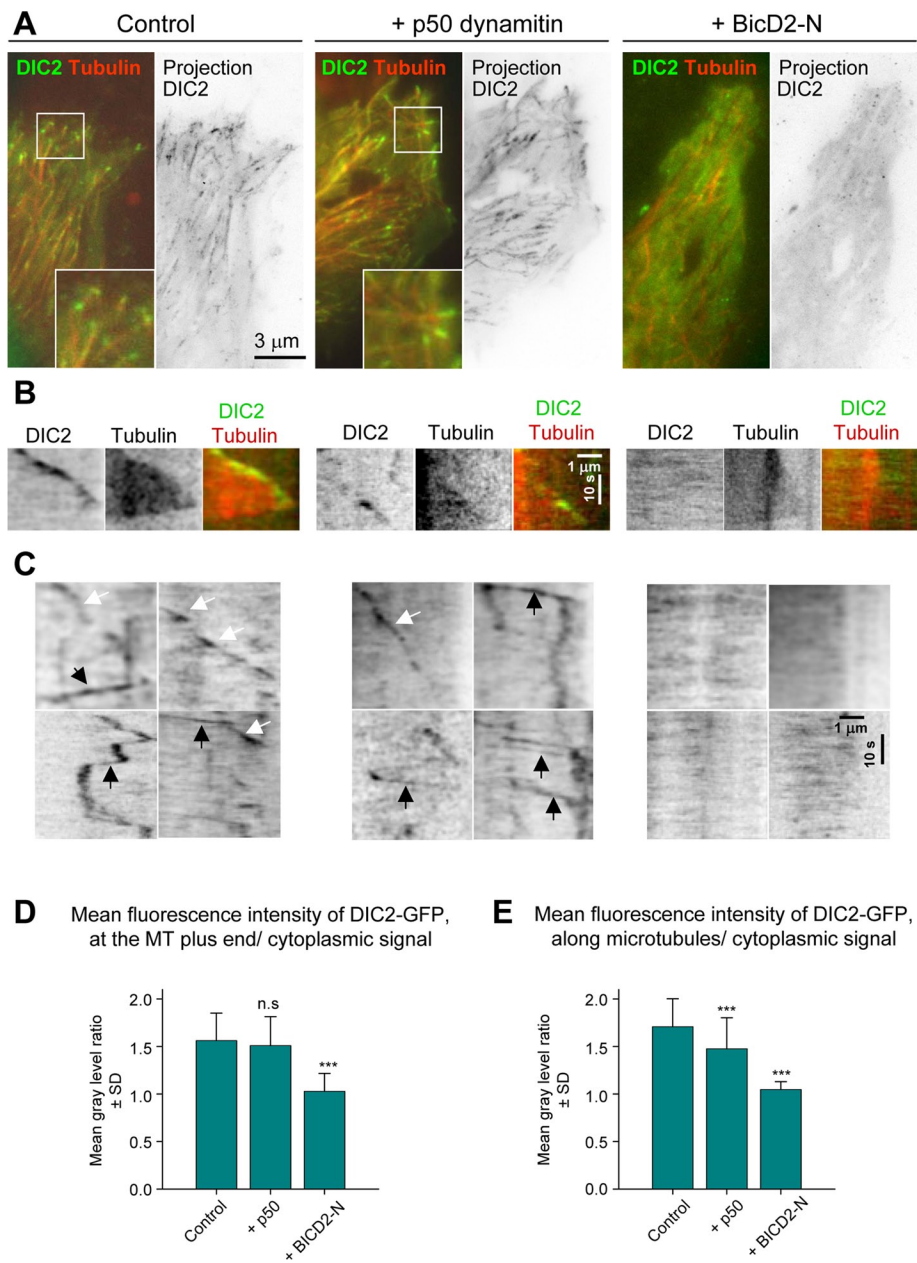 A
Control
+ p50 dynamitin
+ BicD2-N
DIC2 Tubulin
Projection
DIC2
DIC2 Tubulin
Projection
DIC2
DIC2 Tubulin
Projection
DIC2
3 μm
B
DIC2
Tubulin
DIC2
Tubulin
DIC2
Tubulin
DIC2
Tubulin
DIC2
Tubulin
DIC2
Tubulin
1 μm
10 s
C
1 μm
10 s
D
Mean fluorescence intensity of DIC2-GFP,
at the MT plus end/ cytoplasmic signal
Mean gray level ratio
± SD
2.0
1.5
1.0
0.5
0.0
n.s
***
Control
+ p50
+ BICD2-N
E
Mean fluorescence intensity of DIC2-GFP,
along microtubules/ cytoplasmic signal
Mean gray level ratio
± SD
2.0
1.5
1.0
0.5
0.0
***
***
Control
+ p50
+ BICD2-N